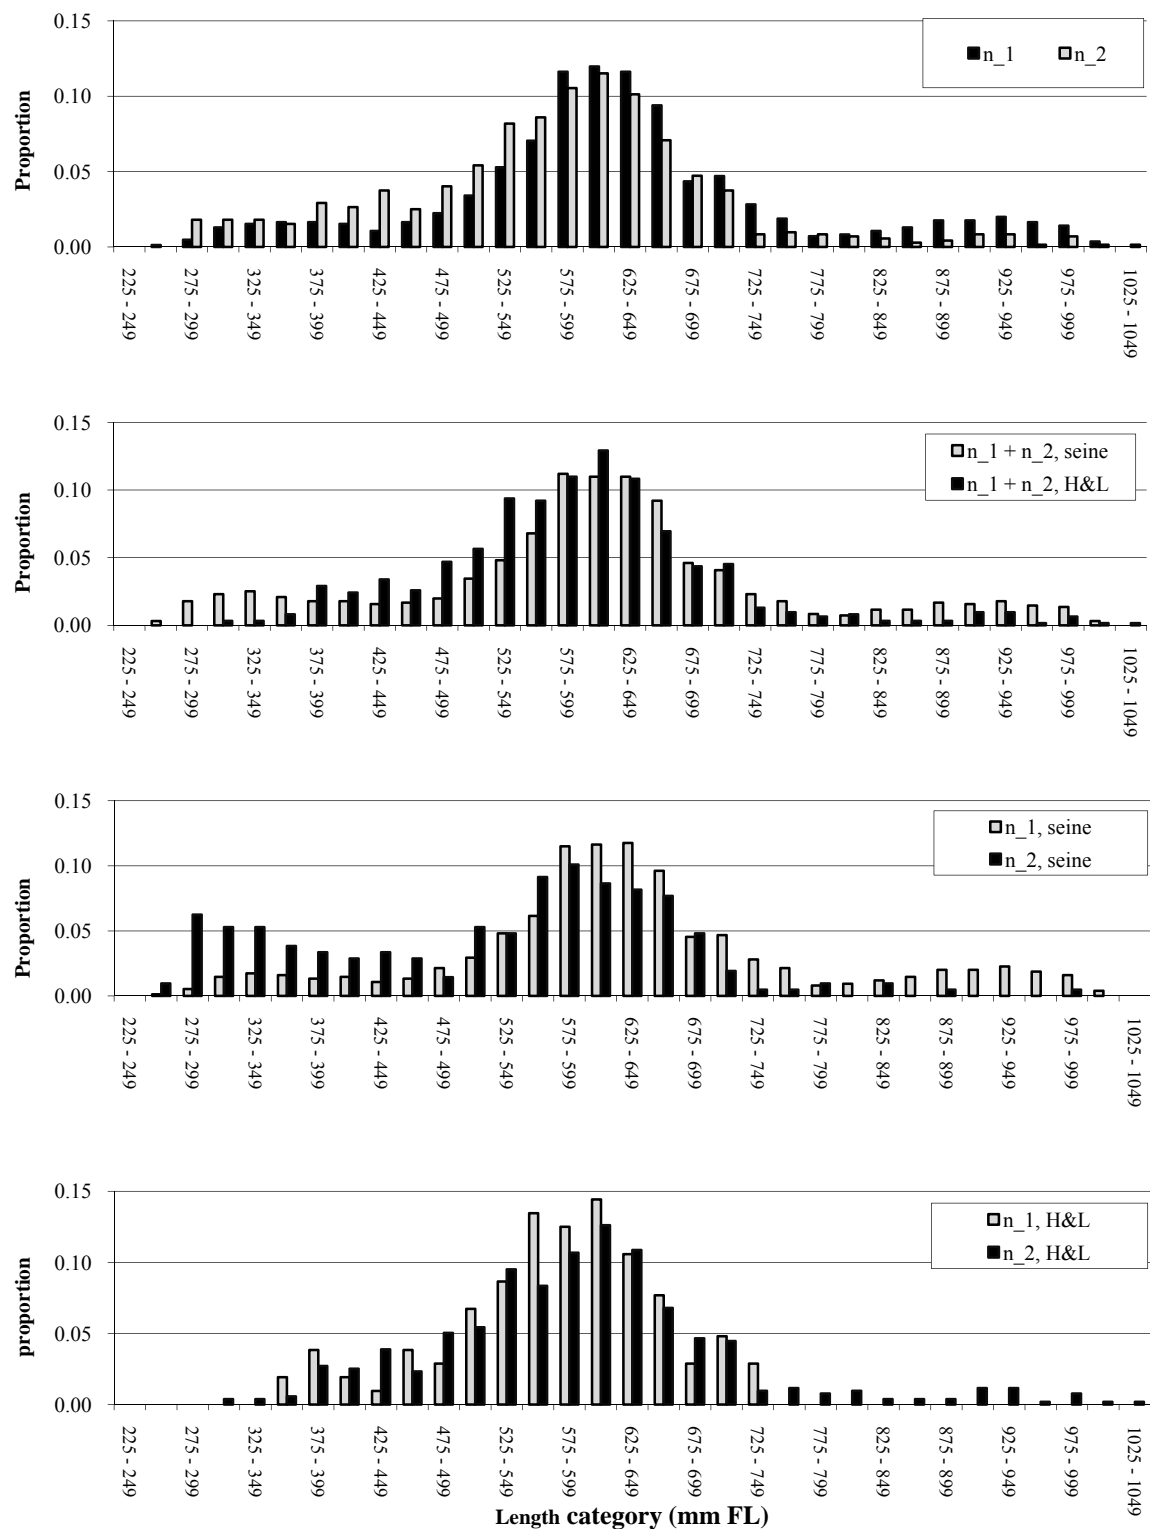 0.15
0.10
0.05
0.00
Proportion
n_1 n_2
225 - 249
275 - 299
325 - 349
375 - 399
425 - 449
475 - 499
525 - 549
575 - 599
625 - 649
675 - 699
725 - 749
775 - 799
825 - 849
875 - 899
925 - 949
975 - 999
1025 - 1049
0.15
0.10
0.05
0.00
Proportion
n_1 + n_2, seine
n_1 + n_2, H&L
225 - 249
275 - 299
325 - 349
375 - 399
425 - 449
475 - 499
525 - 549
575 - 599
625 - 649
675 - 699
725 - 749
775 - 799
825 - 849
875 - 899
925 - 949
975 - 999
1025 - 1049
0.15
0.10
0.05
0.00
Proportion
n_1, seine
n_2, seine
225 - 249
275 - 299
325 - 349
375 - 399
425 - 449
475 - 499
525 - 549
575 - 599
625 - 649
675 - 699
725 - 749
775 - 799
825 - 849
875 - 899
925 - 949
975 - 999
1025 - 1049
0.15
0.10
0.05
0.00
proportion
n_1, H&L
n_2, H&L
225 - 249
275 - 299
325 - 349
375 - 399
425 - 449
475 - 499
525 - 549
575 - 599
625 - 649
675 - 699
725 - 749
775 - 799
825 - 849
875 - 899
925 - 949
975 - 999
1025 - 1049
Length category (mm FL)